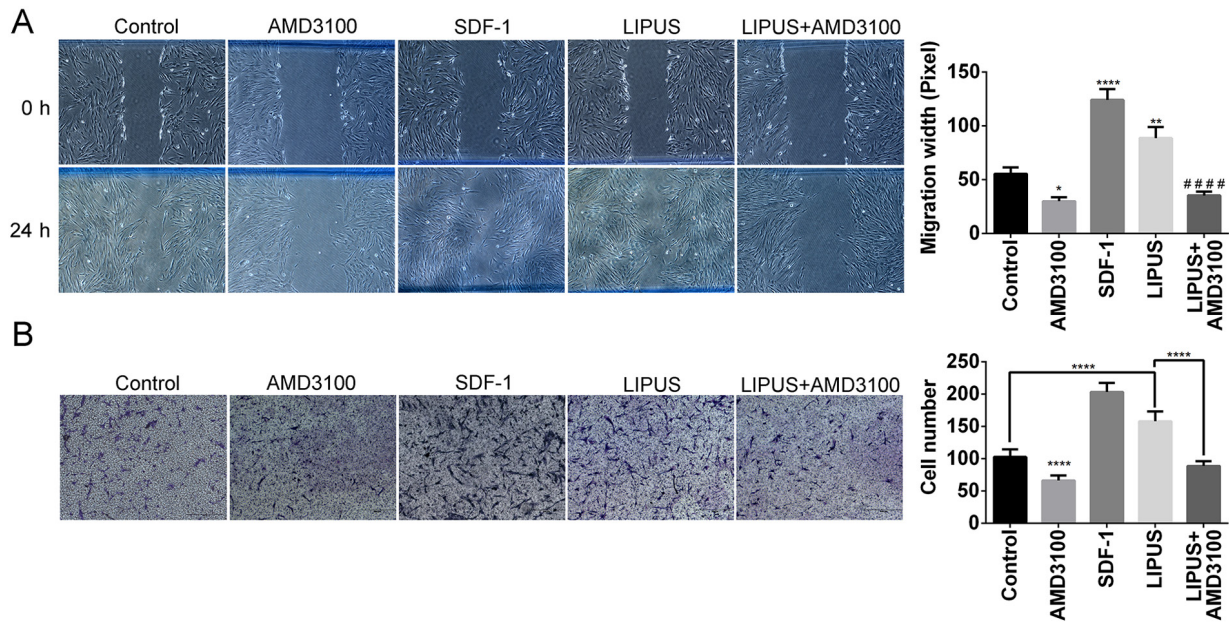 A
Control AMD3100 SDF-1 LIPUS LIPUS+AMD3100
0 h
24 h
Migration width (Pixel)
150
100
50
0
****
**
*
####
Control
AMD3100
SDF-1
LIPUS
LIPUS+
AMD3100
B
Control AMD3100 SDF-1 LIPUS LIPUS+AMD3100
Cell number
250
200
150
100
50
0
****
****
****
Control
AMD3100
SDF-1
LIPUS
LIPUS+
AMD3100